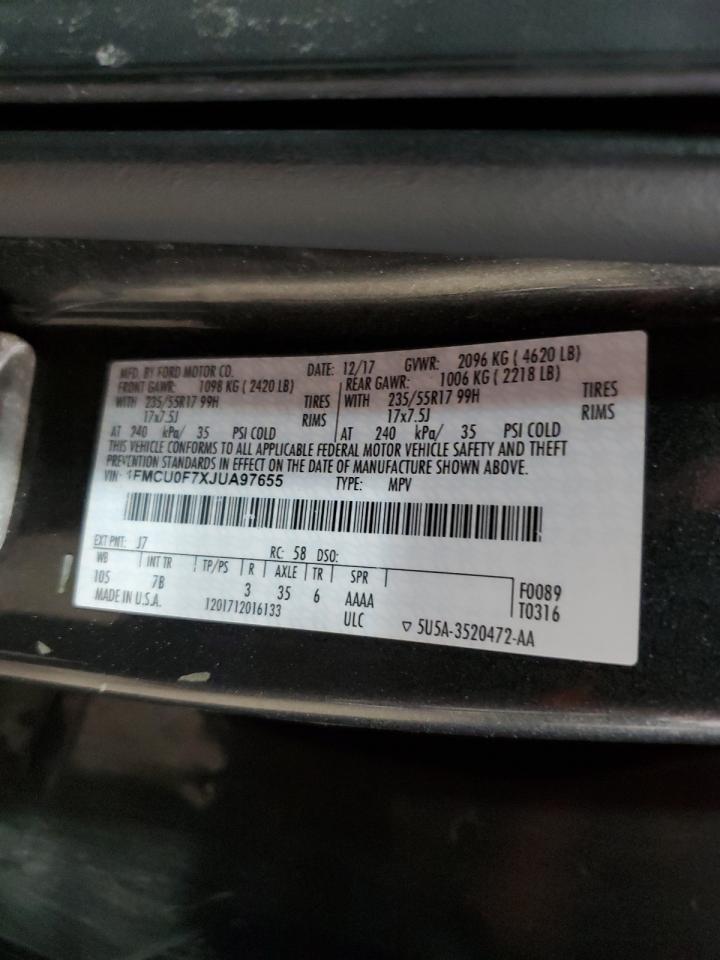 MFD. BY FORD MOTOR CO. DATE: 12/17 GVWR: 2096 KG ( 4620 LB)
FRONT GAWR: 1098 KG ( 2420 LB) REAR GAWR: 1006 KG ( 2218 LB)
WITH 235/55R17 99H TIRES WITH 235/55R17 99H TIRES
17x7.5J RIMS 17x7.5J RIMS
AT 240 kPa/ 35 PSI COLD AT 240 kPa/ 35 PSI COLD
THIS VEHICLE CONFORMS TO ALL APPLICABLE FEDERAL MOTOR VEHICLE SAFETY AND THEFT
PREVENTION STANDARDS IN EFFECT ON THE DATE OF MANUFACTURE SHOWN ABOVE.
VIN: 1FMCU0F7XJUA97655 TYPE: MPV
EXT PNT: J7 RC: 58 DSO:
WB INT TR TP/PS R AXLE TR SPR
105 7B 3 35 6 AAAA F0089
MADE IN U.S.A. 1201712016133 ULC T0316
▽ 5U5A-3520472-AA